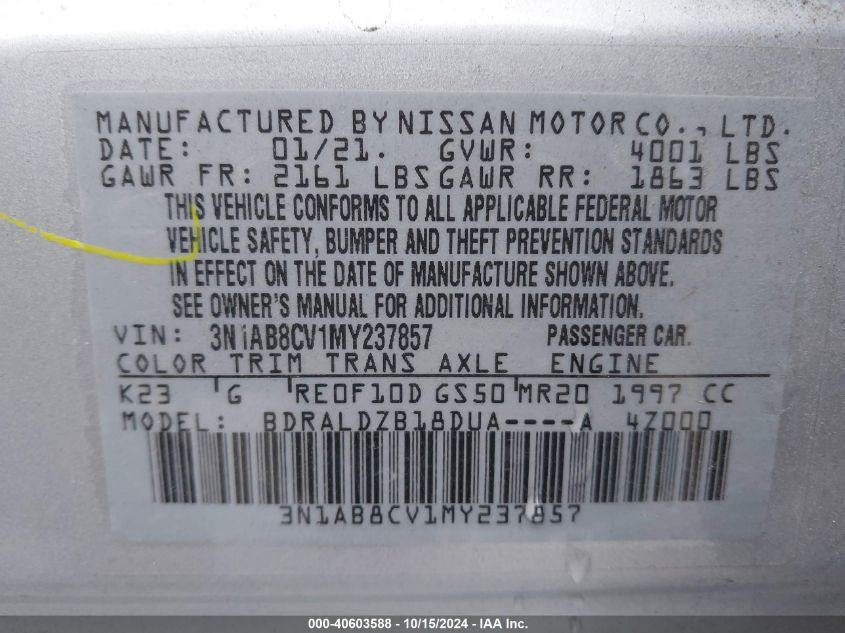 MANUFACTURED BY NISSAN MOTOR CO., LTD.
DATE: 01/21. GVWR: 4001 LBS
GAWR FR: 2161 LBS GAWR RR: 1863 LBS
THIS VEHICLE CONFORMS TO ALL APPLICABLE FEDERAL MOTOR
VEHICLE SAFETY, BUMPER AND THEFT PREVENTION STANDARDS
IN EFFECT ON THE DATE OF MANUFACTURE SHOWN ABOVE.
SEE OWNER'S MANUAL FOR ADDITIONAL INFORMATION.
VIN: 3N1AB8CV1MY237857 PASSENGER CAR.
COLOR TRIM TRANS AXLE ENGINE
K23 G RE0F10D GS50 MR20 1997 CC
MODEL: BDRALDZB18DUA----A 4Z000
3N1AB8CV1MY237857
000-40603588 - 10/15/2024 - IAA Inc.